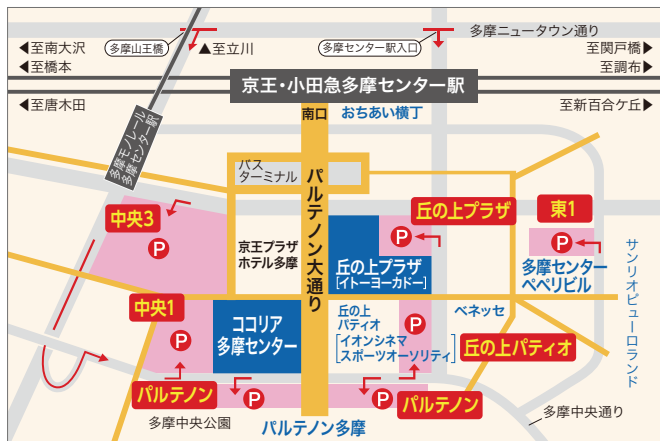 多摩ニュータウン通り
◀至南大沢
多摩山王橋
▲至立川
多摩センター駅入口
至関戸橋▶
◀至橋本
至調布▶
京王・小田急多摩センター駅
◀至唐木田
南口
おちあい横丁
至新百合ケ丘▶
多摩モノレール
多摩センター駅
バス
ターミナル
パルテノン大通り
中央3
P
京王プラザ
ホテル多摩
丘の上プラザ
[イトーヨーカドー]
丘の上プラザ
P
東1
P
多摩センター
ペペリビル
サンリオピューロランド
中央1
P
ココリア
多摩センター
丘の上
パティオ
[イオンシネマ
スポーツオーソリティ]
P
ベネッセ
丘の上パティオ
パルテノン
P
P
パルテノン
多摩中央公園
パルテノン多摩
多摩中央通り